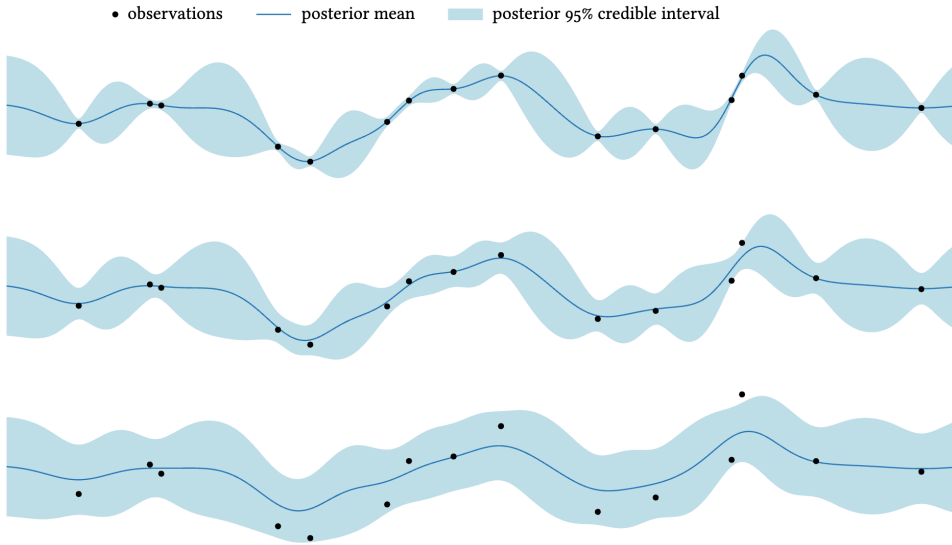 observations posterior mean posterior 95% credible interval